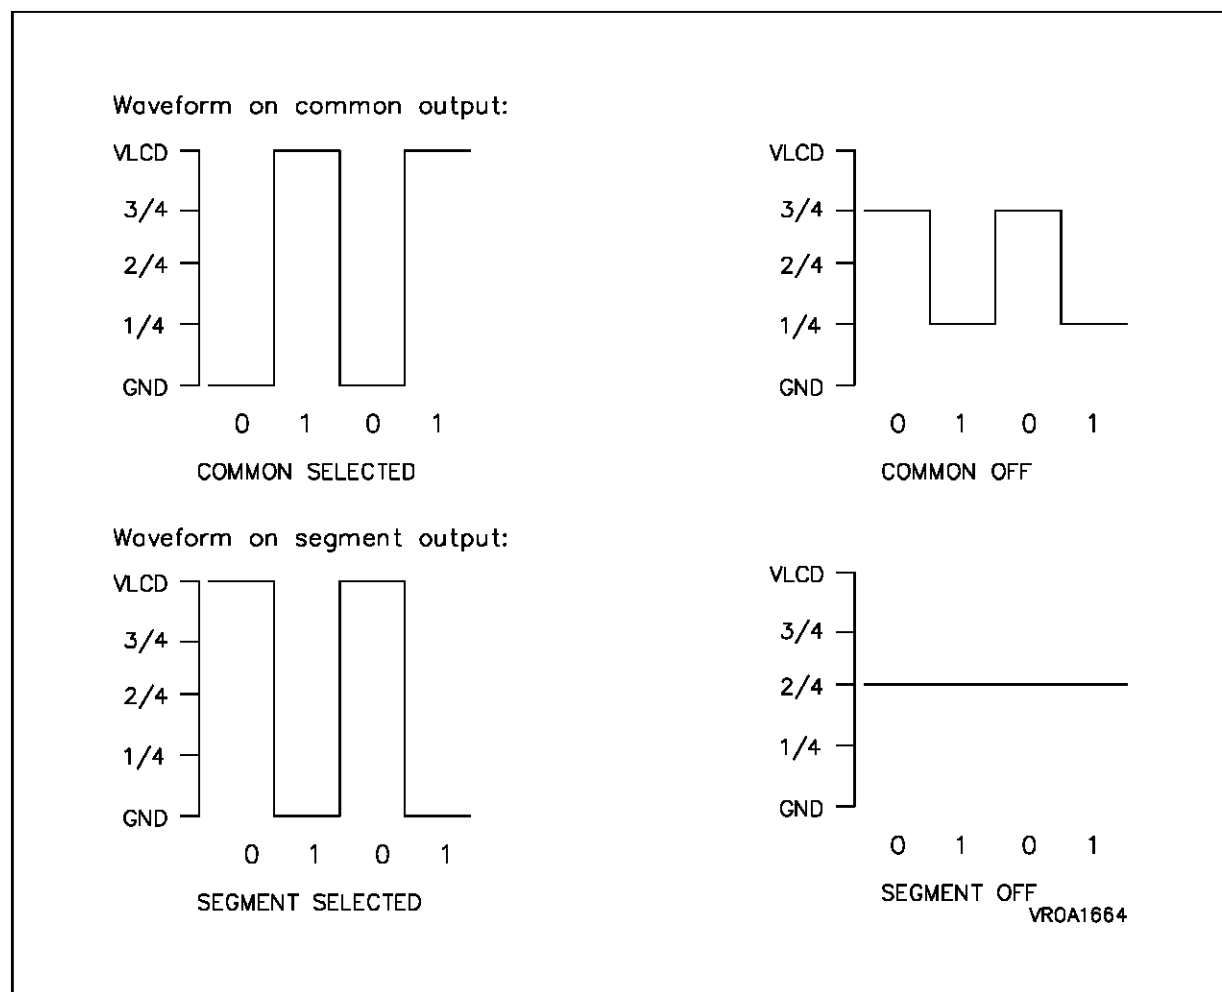 Waveform on common output:
VLCD
3/4
2/4
1/4
GND
0 1 0 1
COMMON SELECTED
VLCD
3/4
2/4
1/4
GND
0 1 0 1
COMMON OFF
Waveform on segment output:
VLCD
3/4
2/4
1/4
GND
0 1 0 1
SEGMENT SELECTED
VLCD
3/4
2/4
1/4
GND
0 1 0 1
SEGMENT OFF
VR0A1664